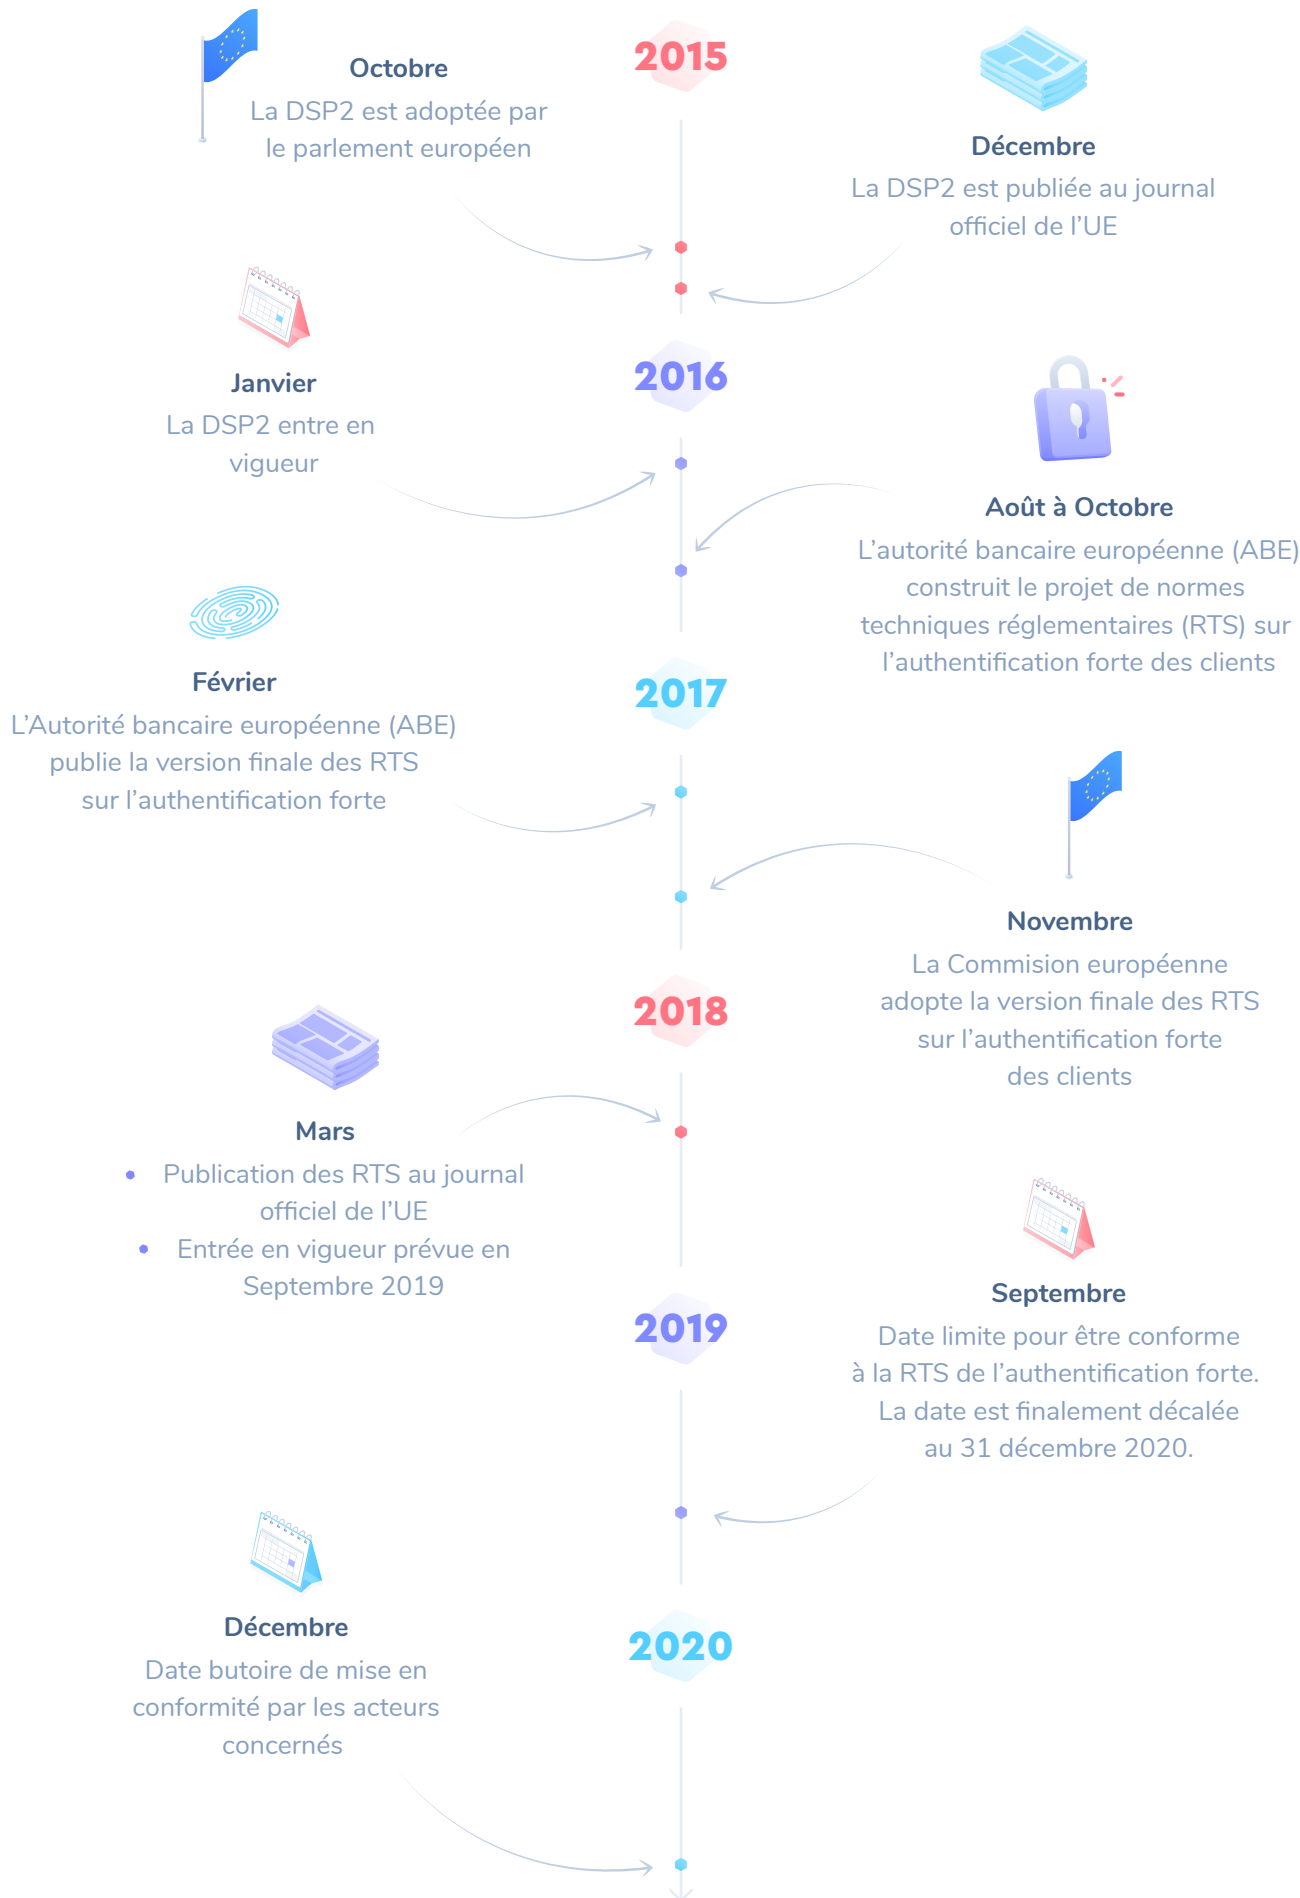 2015
Octobre
La DSP2 est adoptée par
le parlement européen
Décembre
La DSP2 est publiée au journal
officiel de l’UE
2016
Janvier
La DSP2 entre en
vigueur
Août à Octobre
L’autorité bancaire européenne (ABE)
construit le projet de normes
techniques réglementaires (RTS) sur
l’authentification forte des clients
2017
Février
L’Autorité bancaire européenne (ABE)
publie la version finale des RTS
sur l’authentification forte
Novembre
La Commision européenne
adopte la version finale des RTS
sur l’authentification forte
des clients
2018
Mars
Publication des RTS au journal
officiel de l’UE
Entrée en vigueur prévue en
Septembre 2019
2019
Septembre
Date limite pour être conforme
à la RTS de l’authentification forte.
La date est finalement décalée
au 31 décembre 2020.
2020
Décembre
Date butoire de mise en
conformité par les acteurs
concernés